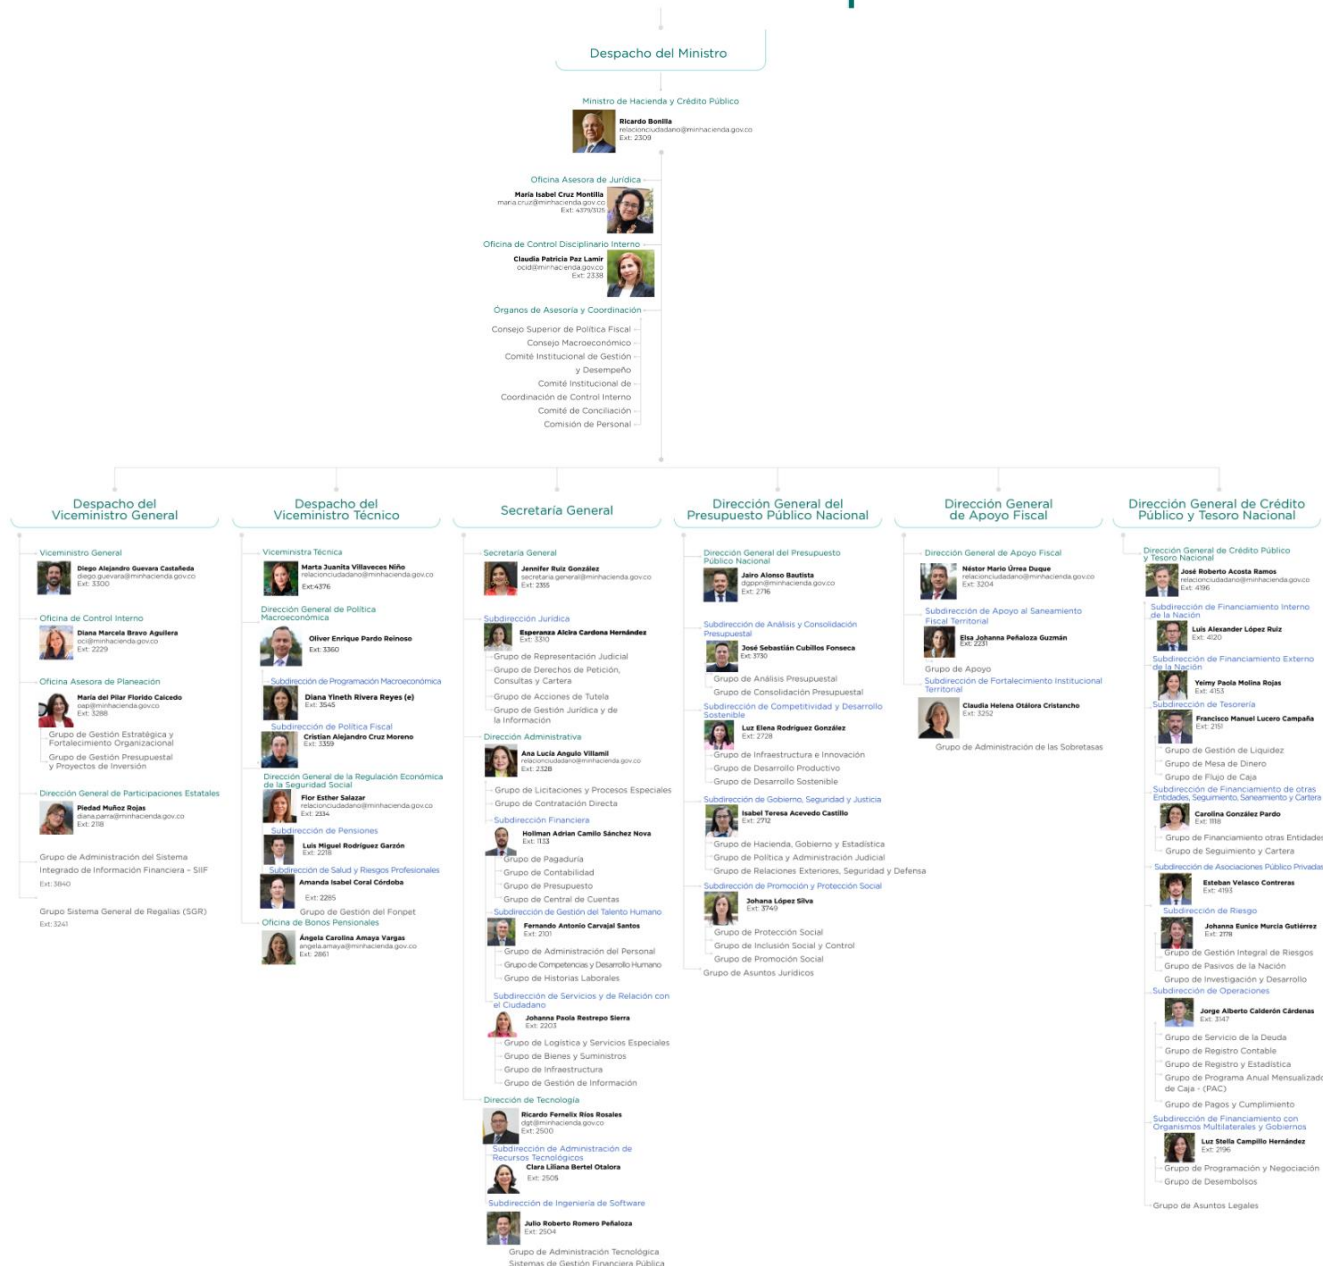 Despacho del Ministro
Ministro de Hacienda y Crédito Público
Ricardo Bonilla
relacionciudadano@minhacienda.gov.co
Ext: 2309
Oficina Asesora de Jurídica
María Isabel Cruz Montilla
maria.cruz@minhacienda.gov.co
Ext: 4379/3125
Oficina de Control Disciplinario Interno
Claudia Patricia Paz Lamir
ocid@minhacienda.gov.co
Ext: 2338
Órganos de Asesoría y Coordinación
Consejo Superior de Política Fiscal
Consejo Macroeconómico
Comité Institucional de Gestión
y Desempeño
Comité Institucional de
Coordinación de Control Interno
Comité de Conciliación
Comisión de Personal
Despacho del
Viceministro General
Viceministro General
Diego Alejandro Guevara Castañeda
diego.guevara@minhacienda.gov.co
Ext: 3300
Oficina de Control Interno
Diana Marcela Bravo Aguilera
oci@minhacienda.gov.co
Ext: 2229
Oficina Asesora de Planeación
María del Pilar Florido Caicedo
oap@minhacienda.gov.co
Ext: 3288
Grupo de Gestión Estratégica y
Fortalecimiento Organizacional
Grupo de Gestión Presupuestal
y Proyectos de Inversión
Dirección General de Participaciones Estatales
Piedad Muñoz Rojas
diana.parra@minhacienda.gov.co
Ext: 2118
Grupo de Administración del Sistema
Integrado de Información Financiera – SIIF
Ext: 3840
Grupo Sistema General de Regalías (SGR)
Ext: 3241
Despacho del
Viceministro Técnico
Viceministra Técnica
Marta Juanita Villaveces Niño
relacionciudadano@minhacienda.gov.co
Ext:4376
Dirección General de Política
Macroeconómica
Oliver Enrique Pardo Reinoso
Ext: 3360
Subdirección de Programación Macroeconómica
Diana Yineth Rivera Reyes (e)
Ext: 3545
Subdirección de Política Fiscal
Cristian Alejandro Cruz Moreno
Ext: 3359
Dirección General de la Regulación Económica
de la Seguridad Social
Flor Esther Salazar
relacionciudadano@minhacienda.gov.co
Ext: 2334
Subdirección de Pensiones
Luis Miguel Rodríguez Garzón
Ext: 2218
Subdirección de Salud y Riesgos Profesionales
Amanda Isabel Coral Córdoba
Ext: 2285
Grupo de Gestión del Fonpet
Oficina de Bonos Pensionales
Ángela Carolina Amaya Vargas
angela.amaya@minhacienda.gov.co
Ext: 2861
Secretaría General
Secretaría General
Jennifer Ruiz González
secretaria.general@minhacienda.gov.co
Ext: 2355
Subdirección Jurídica
Esperanza Alcira Cardona Hernández
Ext: 3310
Grupo de Representación Judicial
Grupo de Derechos de Petición,
Consultas y Cartera
Grupo de Acciones de Tutela
Grupo de Gestión Jurídica y de
la Información
Dirección Administrativa
Ana Lucía Angulo Villamil
relacionciudadano@minhacienda.gov.co
Ext: 2328
Grupo de Licitaciones y Procesos Especiales
Grupo de Contratación Directa
Subdirección Financiera
Hollman Adrian Camilo Sánchez Nova
Ext: 1133
Grupo de Pagaduría
Grupo de Contabilidad
Grupo de Presupuesto
Grupo de Central de Cuentas
Subdirección de Gestión del Talento Humano
Fernando Antonio Carvajal Santos
Ext: 2101
Grupo de Administración del Personal
Grupo de Competencias y Desarrollo Humano
Grupo de Historias Laborales
Subdirección de Servicios y de Relación con
el Ciudadano
Johanna Paola Restrepo Sierra
Ext: 2203
Grupo de Logística y Servicios Especiales
Grupo de Bienes y Suministros
Grupo de Infraestructura
Grupo de Gestión de Información
Dirección de Tecnología
Ricardo Fernelix Ríos Rosales
dgt@minhacienda.gov.co
Ext: 2500
Subdirección de Administración de
Recursos Tecnológicos
Clara Liliana Bertel Otalora
Ext: 2505
Subdirección de Ingeniería de Software
Julio Roberto Romero Peñaloza
Ext: 2504
Grupo de Administración Tecnológica
Sistemas de Gestión Financiera Pública
Dirección General del
Presupuesto Público Nacional
Dirección General del Presupuesto
Público Nacional
Jairo Alonso Bautista
dgppn@minhacienda.gov.co
Ext: 2716
Subdirección de Análisis y Consolidación
Presupuestal
José Sebastián Cubillos Fonseca
Ext: 3730
Grupo de Análisis Presupuestal
Grupo de Consolidación Presupuestal
Subdirección de Competitividad y Desarrollo
Sostenible
Luz Elena Rodríguez González
Ext: 2728
Grupo de Infraestructura e Innovación
Grupo de Desarrollo Productivo
Grupo de Desarrollo Sostenible
Subdirección de Gobierno, Seguridad y Justicia
Isabel Teresa Acevedo Castillo
Ext: 2712
Grupo de Hacienda, Gobierno y Estadística
Grupo de Política y Administración Judicial
Grupo de Relaciones Exteriores, Seguridad y Defensa
Subdirección de Promoción y Protección Social
Johana López Silva
Ext: 3749
Grupo de Protección Social
Grupo de Inclusión Social y Control
Grupo de Promoción Social
Grupo de Asuntos Jurídicos
Dirección General
de Apoyo Fiscal
Dirección General de Apoyo Fiscal
Néstor Mario Úrrea Duque
relacionciudadano@minhacienda.gov.co
Ext: 3204
Subdirección de Apoyo al Saneamiento
Fiscal Territorial
Elsa Johanna Peñaloza Guzmán
Ext: 2231
Grupo de Apoyo
Subdirección de Fortalecimiento Institucional
Territorial
Claudia Helena Otálora Cristancho
Ext: 3252
Grupo de Administración de las Sobretasas
Dirección General de Crédito
Público y Tesoro Nacional
Dirección General de Crédito Público
y Tesoro Nacional
José Roberto Acosta Ramos
relacionciudadano@minhacienda.gov.co
Ext: 4196
Subdirección de Financiamiento Interno
de la Nación
Luis Alexander López Ruiz
Ext: 4120
Subdirección de Financiamiento Externo
de la Nación
Yeimy Paola Molina Rojas
Ext: 4153
Subdirección de Tesorería
Francisco Manuel Lucero Campaña
Ext: 2151
Grupo de Gestión de Liquidez
Grupo de Mesa de Dinero
Grupo de Flujo de Caja
Subdirección de Financiamiento de otras
Entidades, Seguimiento, Saneamiento y Cartera
Carolina González Pardo
Ext: 1118
Grupo de Financiamiento otras Entidades
Grupo de Seguimiento y Cartera
Subdirección de Asociaciones Público Privadas
Esteban Velasco Contreras
Ext: 4193
Subdirección de Riesgo
Johanna Eunice Murcia Gutiérrez
Ext: 2178
Grupo de Gestión Integral de Riesgos
Grupo de Pasivos de la Nación
Grupo de Investigación y Desarrollo
Subdirección de Operaciones
Jorge Alberto Calderón Cárdenas
Ext: 3147
Grupo de Servicio de la Deuda
Grupo de Registro Contable
Grupo de Registro y Estadística
Grupo de Programa Anual Mensualizado
de Caja - (PAC)
Grupo de Pagos y Cumplimiento
Subdirección de Financiamiento con
Organismos Multilaterales y Gobiernos
Luz Stella Campillo Hernández
Ext: 2196
Grupo de Programación y Negociación
Grupo de Desembolsos
Grupo de Asuntos Legales